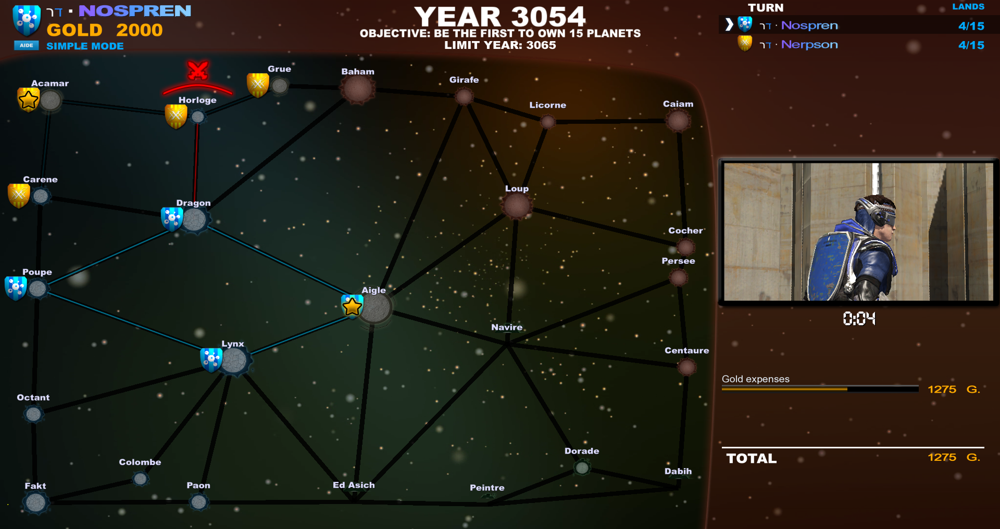 דר · NOSPREN
GOLD 2000
AIDE SIMPLE MODE
YEAR 3054
OBJECTIVE: BE THE FIRST TO OWN 15 PLANETS
LIMIT YEAR: 3065
TURN LANDS
דר · Nospren 4/15
דר · Nerpson 4/15
Grue
Baham
Girafe
Acamar
Horloge
Licorne
Caiam
Carene
Loup
Dragon
Cocher
Persee
Poupe
Aigle
Navire
Lynx
Centaure
Octant
Dorade
Colombe
Dabih
Fakt
Paon
Ed Asich
Peintre
0:04
Gold expenses
1275 G.
TOTAL 1275 G.